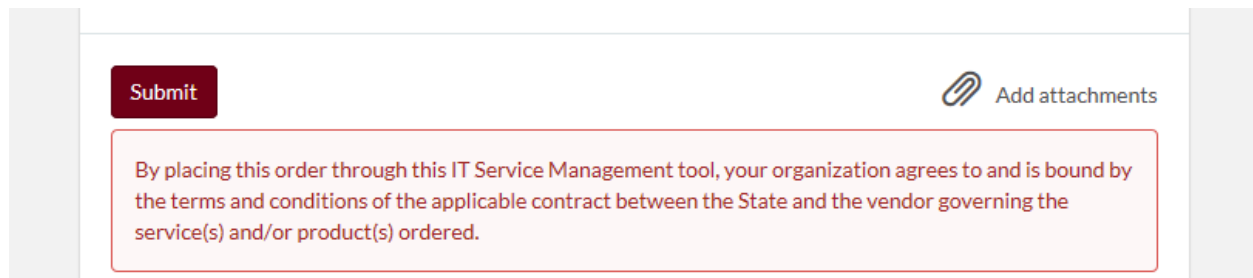 Submit
Add attachments
By placing this order through this IT Service Management tool, your organization agrees to and is bound by
the terms and conditions of the applicable contract between the State and the vendor governing the
service(s) and/or product(s) ordered.